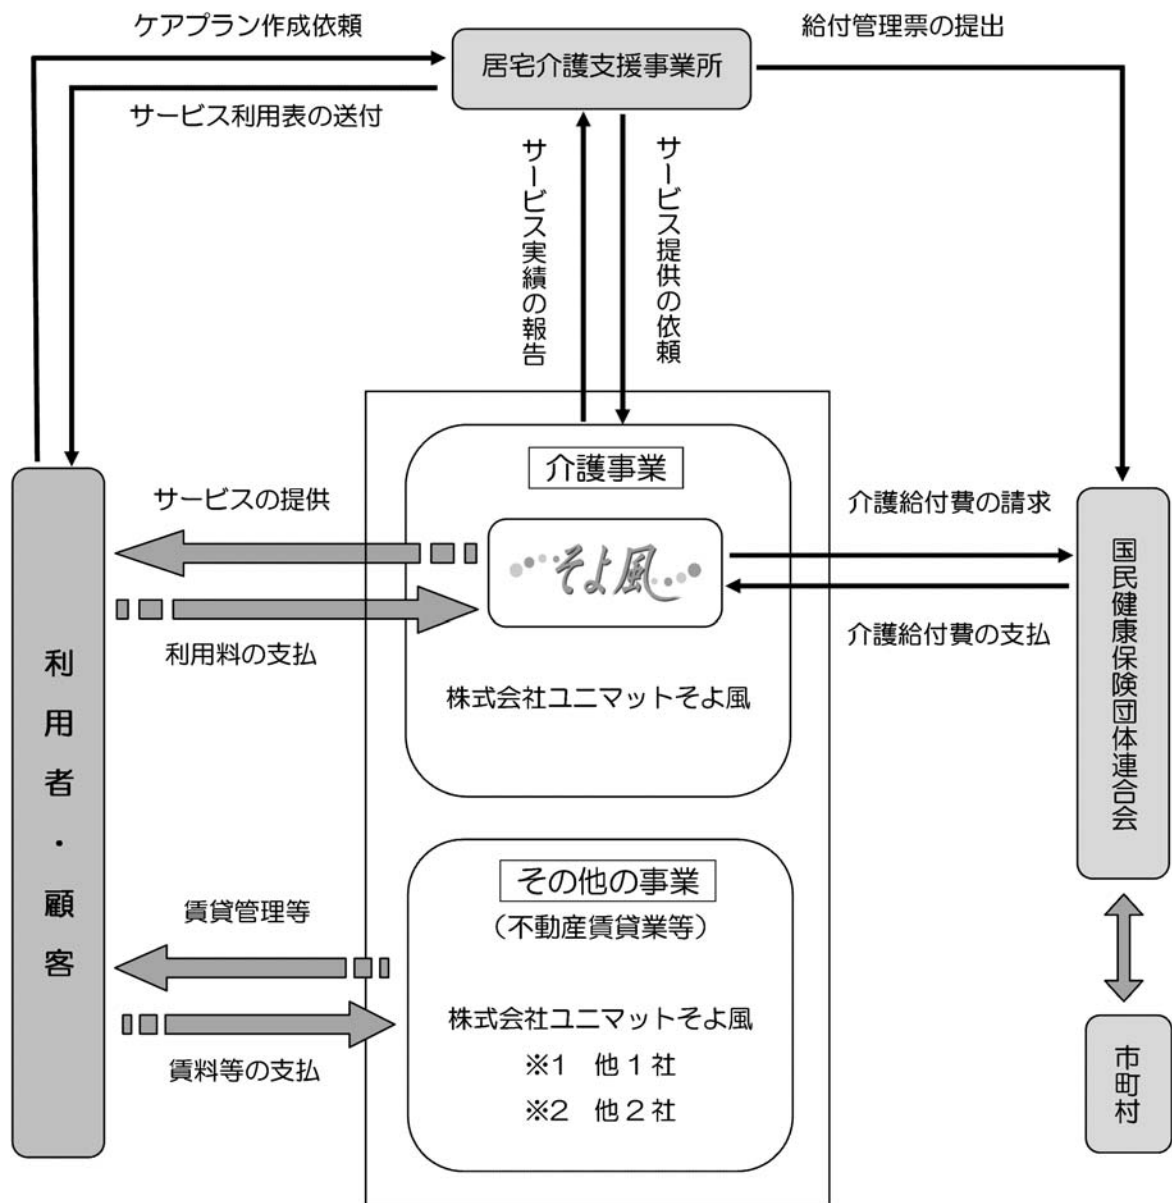 ケアプラン作成依頼
給付管理票の提出
居宅介護支援事業所
サービス利用表の送付
サービス実績の報告
サービス提供の依頼
介護事業
サービスの提供
介護給付費の請求
そよ風
利用料の支払
介護給付費の支払
株式会社ユニマットそよ風
利用者・顧客
国民健康保険団体連合会
その他の事業
(不動産賃貸業等)
賃貸管理等
株式会社ユニマットそよ風
賃料等の支払
※1 他1社
※2 他2社
市町村